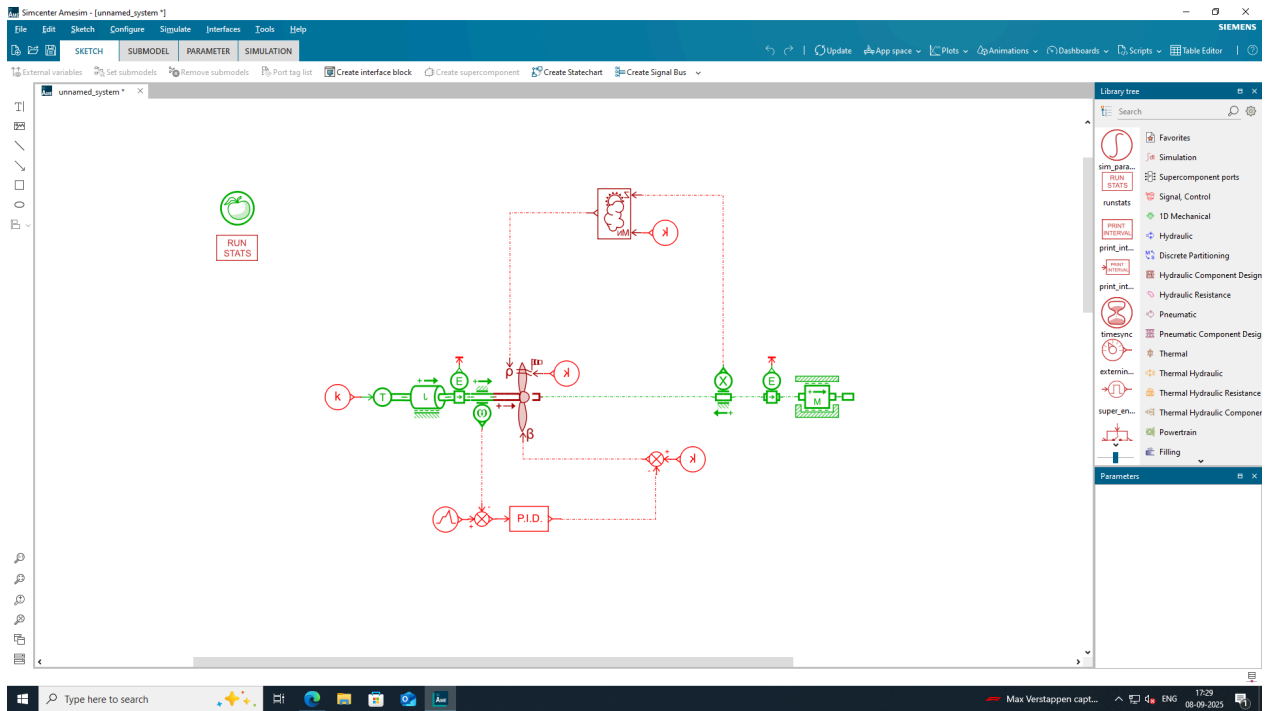 Simcenter Amesim - [unnamed_system *]
File Edit Sketch Configure Simulate Interfaces Tools Help
SIEMENS
SKETCH SUBMODEL PARAMETER SIMULATION
Update App space Plots Animations Dashboards Scripts Table Editor
External variables Set submodels Remove submodels Port tag list Create interface block Create supercomponent Create Statechart Create Signal Bus
unnamed_system *
Library tree
Search
sim_para...
RUN STATS
runstats
PRINT INTERVAL
print_int...
PRINT INTERVAL
print_int...
timesync
externin...
super_en...
Favorites
Simulation
Supercomponent ports
Signal, Control
1D Mechanical
Hydraulic
Discrete Partitioning
Hydraulic Component Design
Hydraulic Resistance
Pneumatic
Pneumatic Component Desig
Thermal
Thermal Hydraulic
Thermal Hydraulic Resistance
Thermal Hydraulic Componer
Powertrain
Filling
Parameters
RUN
STATS
Z
MN
k
ρ
k
E
E
X
k
T
J
M
ω
β
k
P.I.D.
Type here to search
Max Verstappen capt...
ENG
17:29
08-09-2025